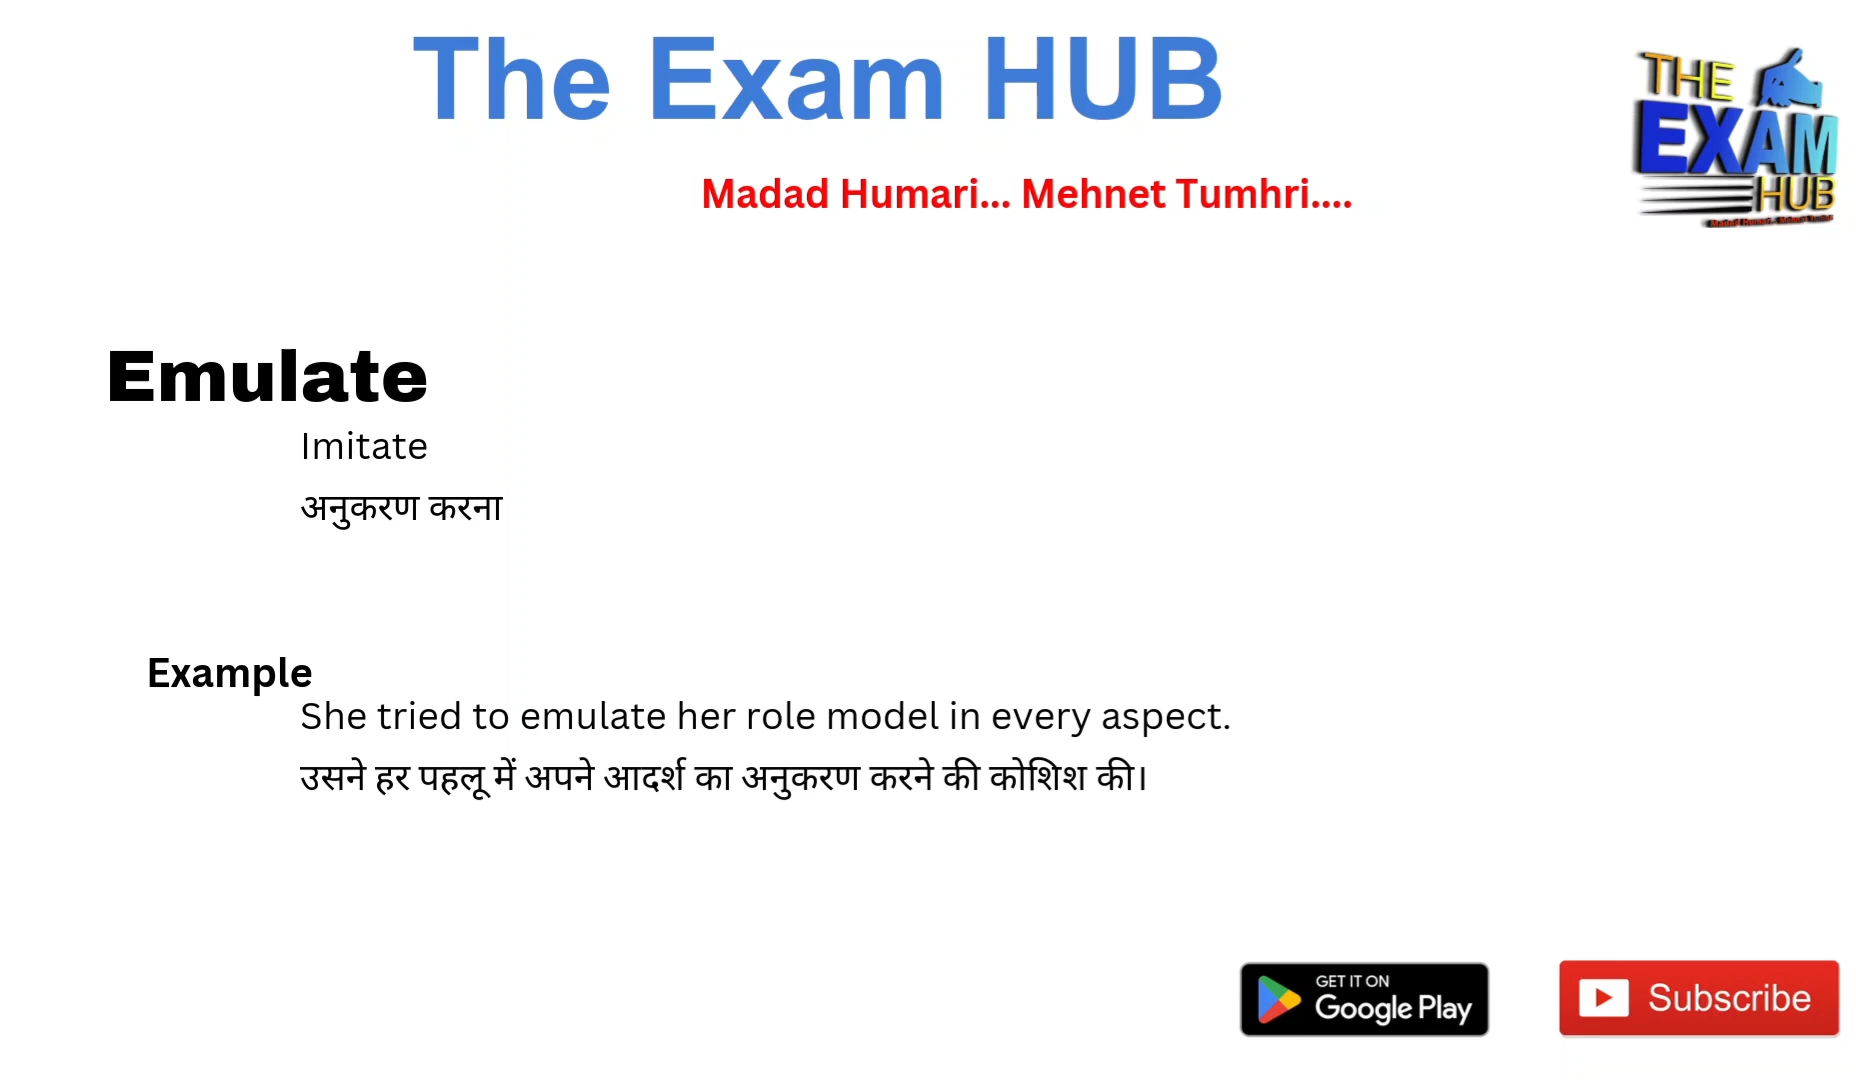 The Exam HUB
THE
EXAM
HUB
Madad Humari... Mehnet Tumhri....
Emulate
Imitate
अनुकरण करना
Example
She tried to emulate her role model in every aspect.
उसने हर पहलू में अपने आदर्श का अनुकरण करने की कोशिश की।
GET IT ON
Google Play
Subscribe